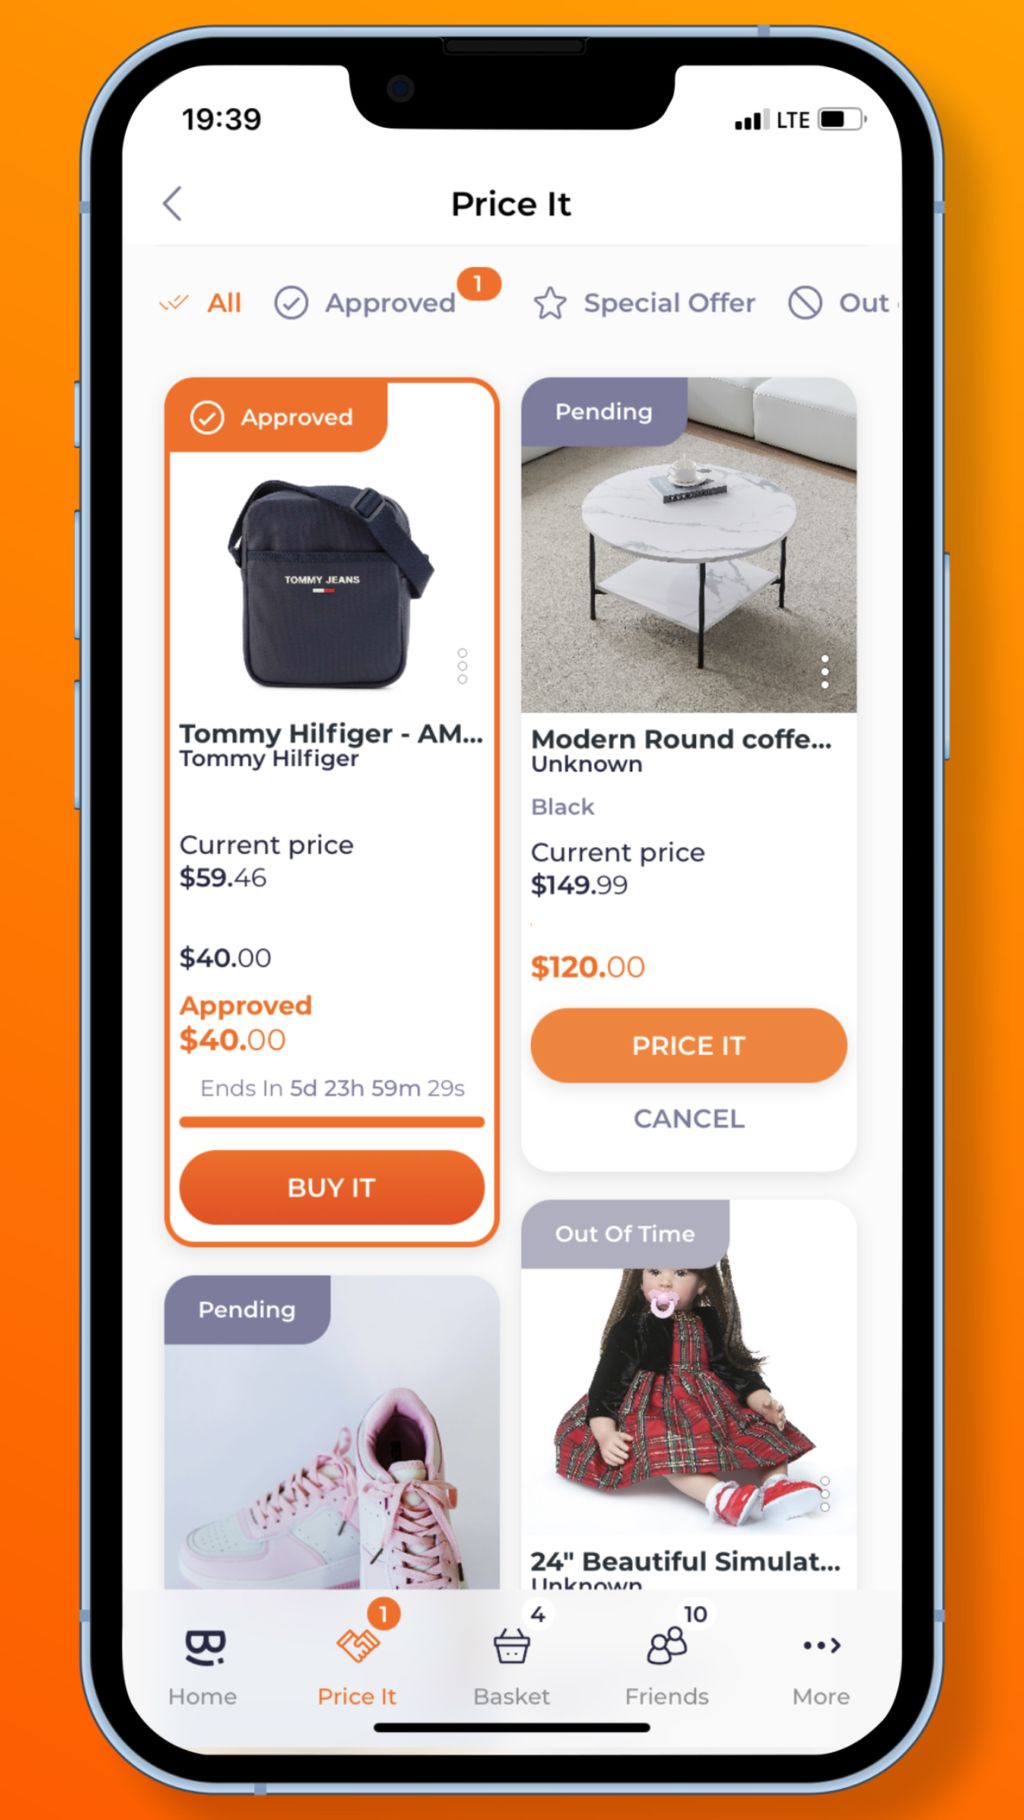 19:39
LTE
Price It
All
Approved
1
Special Offer
Out
Approved
TOMMY JEANS
Tommy Hilfiger - AM...
Tommy Hilfiger
Current price
$59.46
$40.00
Approved
$40.00
Ends In 5d 23h 59m 29s
BUY IT
Pending
Modern Round coffe...
Unknown
Black
Current price
$149.99
$120.00
PRICE IT
CANCEL
Pending
Out Of Time
24" Beautiful Simulat...
Unknown
Home
1
Price It
4
Basket
10
Friends
More